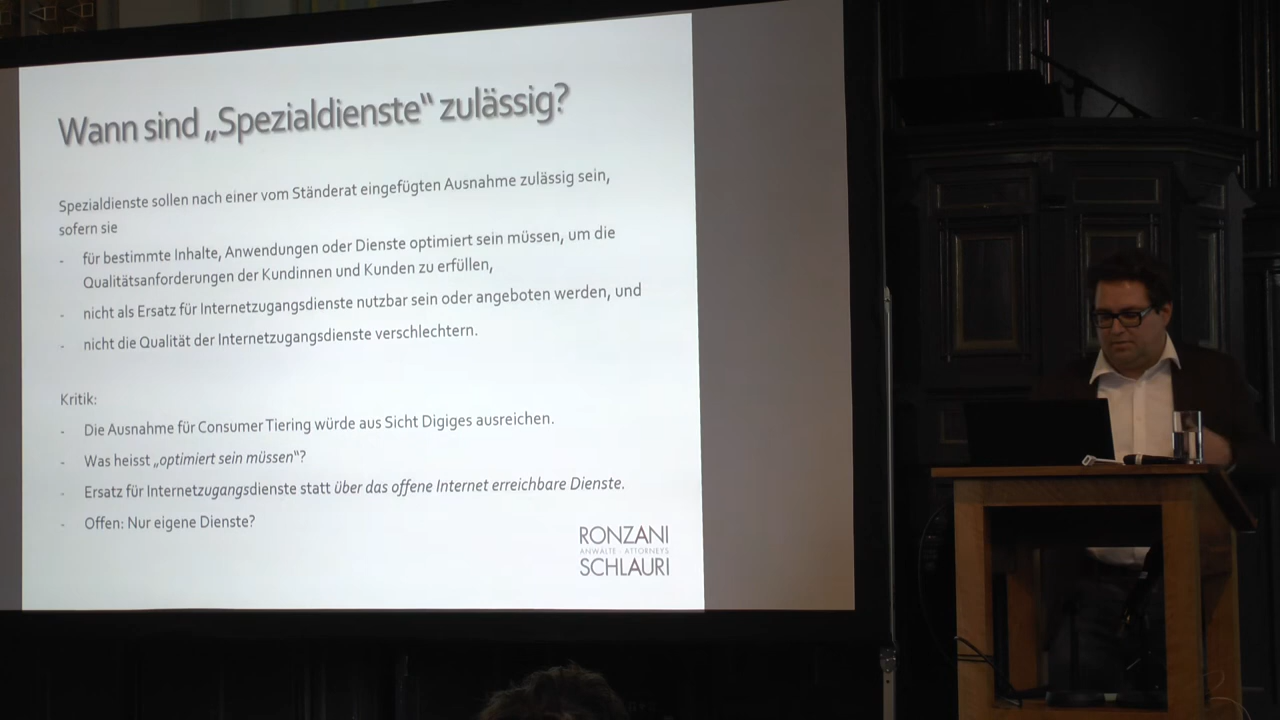 Wann sind „Spezialdienste“ zulässig?
Spezialdienste sollen nach einer vom Ständerat eingefügten Ausnahme zulässig sein,
sofern sie
- für bestimmte Inhalte, Anwendungen oder Dienste optimiert sein müssen, um die
Qualitätsanforderungen der Kundinnen und Kunden zu erfüllen,
- nicht als Ersatz für Internetzugangsdienste nutzbar sein oder angeboten werden, und
- nicht die Qualität der Internetzugangsdienste verschlechtern.
Kritik:
- Die Ausnahme für Consumer Tiering würde aus Sicht Digiges ausreichen.
- Was heisst „optimiert sein müssen“?
- Ersatz für Internetzugangsdienste statt über das offene Internet erreichbare Dienste.
- Offen: Nur eigene Dienste?
RONZANI
ANWÄLTE · ATTORNEYS
SCHLAURI